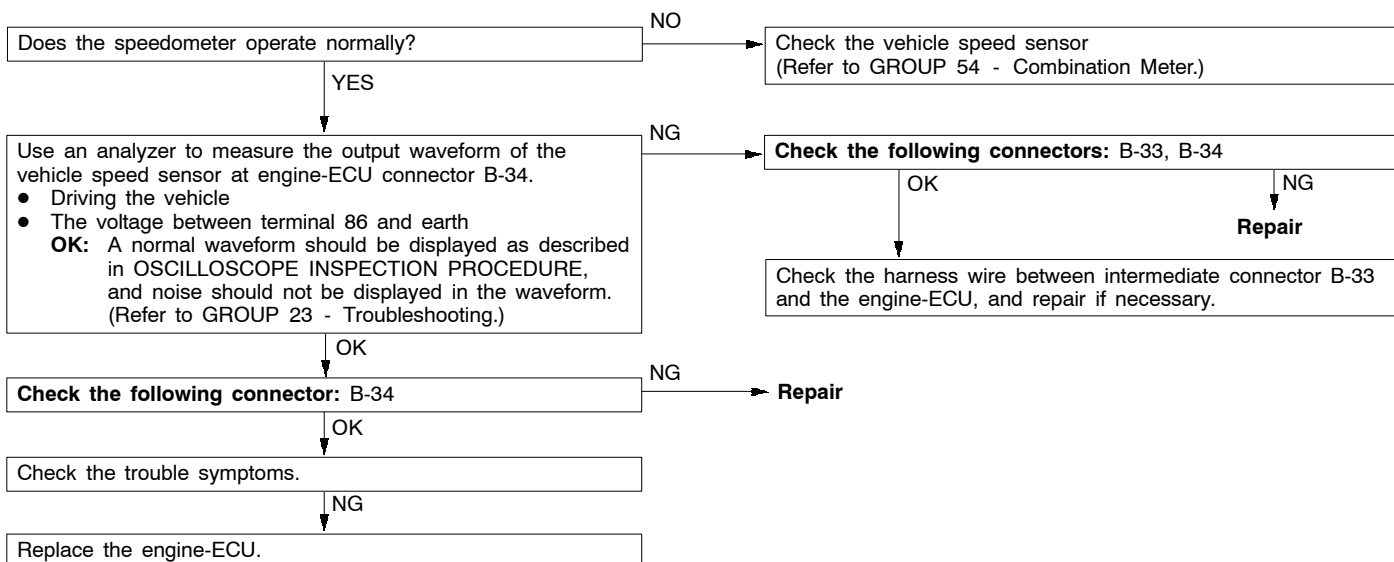 Does the speedometer operate normally?
NO
Check the vehicle speed sensor
(Refer to GROUP 54 - Combination Meter.)
YES
Use an analyzer to measure the output waveform of the
vehicle speed sensor at engine-ECU connector B-34.
● Driving the vehicle
● The voltage between terminal 86 and earth
OK: A normal waveform should be displayed as described
in OSCILLOSCOPE INSPECTION PROCEDURE,
and noise should not be displayed in the waveform.
(Refer to GROUP 23 - Troubleshooting.)
NG
Check the following connectors: B-33, B-34
OK
NG
Repair
Check the harness wire between intermediate connector B-33
and the engine-ECU, and repair if necessary.
OK
Check the following connector: B-34
NG
Repair
OK
Check the trouble symptoms.
NG
Replace the engine-ECU.